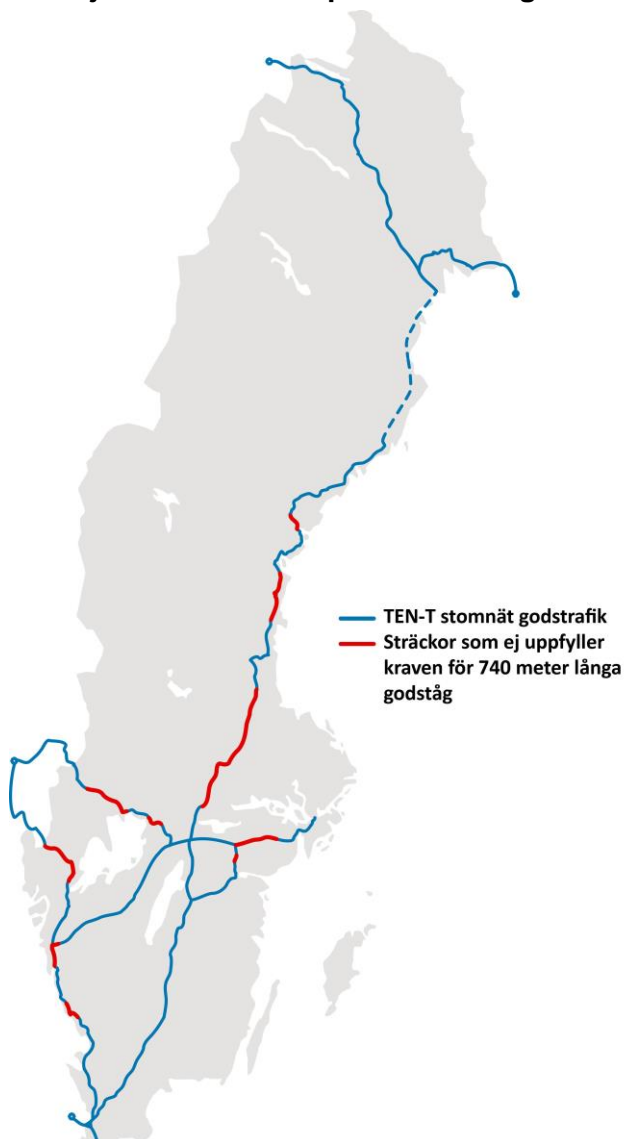 TEN-T stomnät godstrafik
Sträckor som ej uppfyller
kraven för 740 meter långa
godståg